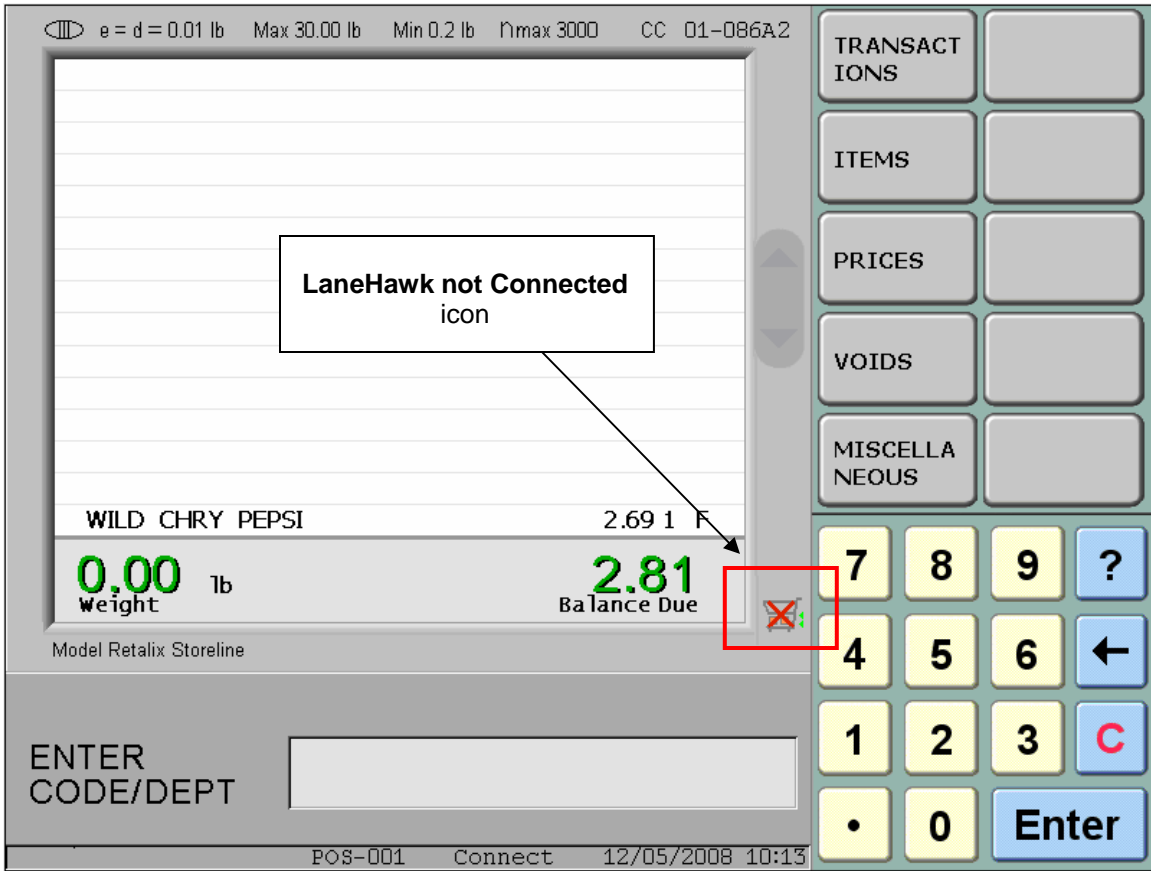 e = d = 0.01 lb Max 30.00 lb Min 0.2 lb nmax 3000 CC 01-086A2
LaneHawk not Connected
icon
WILD CHRY PEPSI 2.69 1 F
0.00 lb 2.81
Weight Balance Due
Model Retalix Storeline
ENTER
CODE/DEPT
POS-001 Connect 12/05/2008 10:13
TRANSACT
IONS
ITEMS
PRICES
VOIDS
MISCELLA
NEOUS
7 8 9 ?
4 5 6 ←
1 2 3 C
• 0 Enter